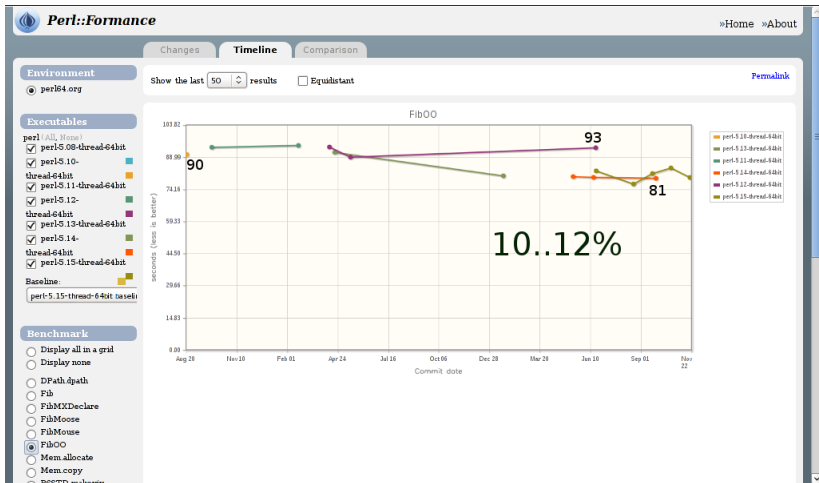 Perl::Formance
»Home »About
Changes Timeline Comparison
Environment
perl64.org
Executables
perl (All, None)
perl-5.08-thread-64bit
perl-5.10-
thread-64bit
perl-5.11-thread-64bit
perl-5.12-
thread-64bit
perl-5.13-thread-64bit
perl-5.14-
thread-64bit
perl-5.15-thread-64bit
Baseline:
perl-5.15-thread-64bit baselin
Benchmark
Display all in a grid
Display none
DPath.dpath
Fib
FibMXDeclare
FibMoose
FibMouse
FibOO
Mem.allocate
Mem.copy
Show the last 50 results Equidistant
Permalink
FibOO
103.82
88.99
74.16
59.33
44.50
29.66
14.83
0.00
seconds (less is better)
90
93
81
10..12%
Aug 28 Nov 10 Feb 01 Apr 24 Jul 16 Oct 06 Dec 28 Mar 20 Jun 10 Sep 01 Nov
22
Commit date
perl-5.10-thread-64bit
perl-5.13-thread-64bit
perl-5.11-thread-64bit
perl-5.14-thread-64bit
perl-5.12-thread-64bit
perl-5.15-thread-64bit